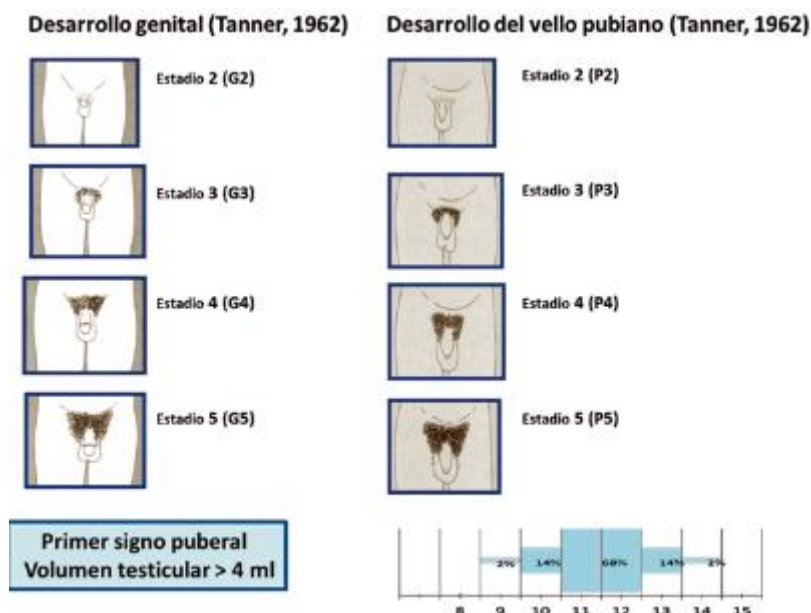 Desarrollo genital (Tanner, 1962)
Estadio 2 (G2)
Estadio 3 (G3)
Estadio 4 (G4)
Estadio 5 (G5)
Primer signo puberal
Volumen testicular > 4 ml
Desarrollo del vello pubiano (Tanner, 1962)
Estadio 2 (P2)
Estadio 3 (P3)
Estadio 4 (P4)
Estadio 5 (P5)
2% 14% 68% 14% 2%
8 9 10 11 12 13 14 15